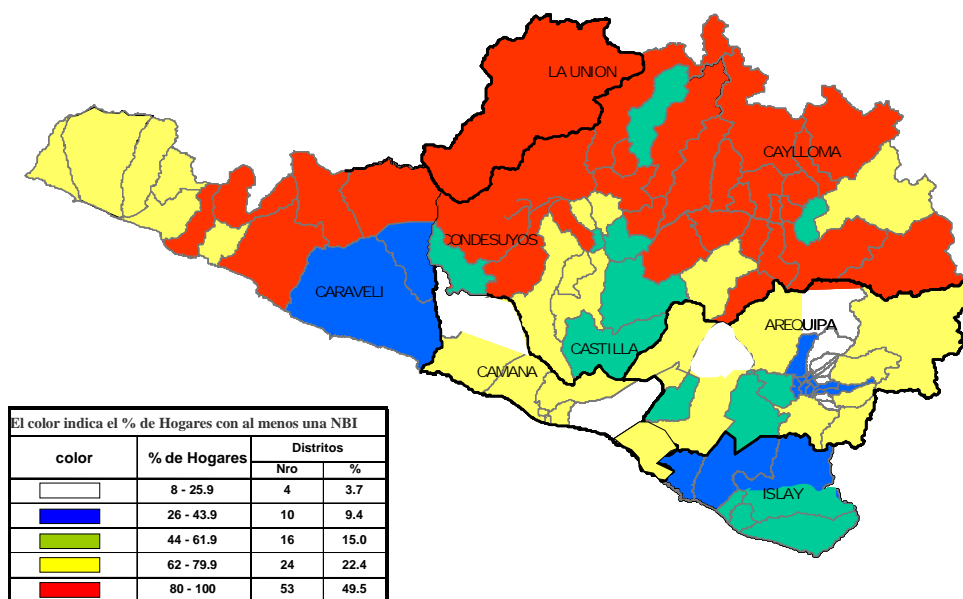 LA UNION
CAYLLOMA
CONDESUYOS
CARAVELI
AREQUIPA
CASTILLA
CAMANA
ISLAY
El color indica el % de Hogares con al menos una NBI
color % de Hogares Distritos
Nro %
8 - 25.9 4 3.7
26 - 43.9 10 9.4
44 - 61.9 16 15.0
62 - 79.9 24 22.4
80 - 100 53 49.5